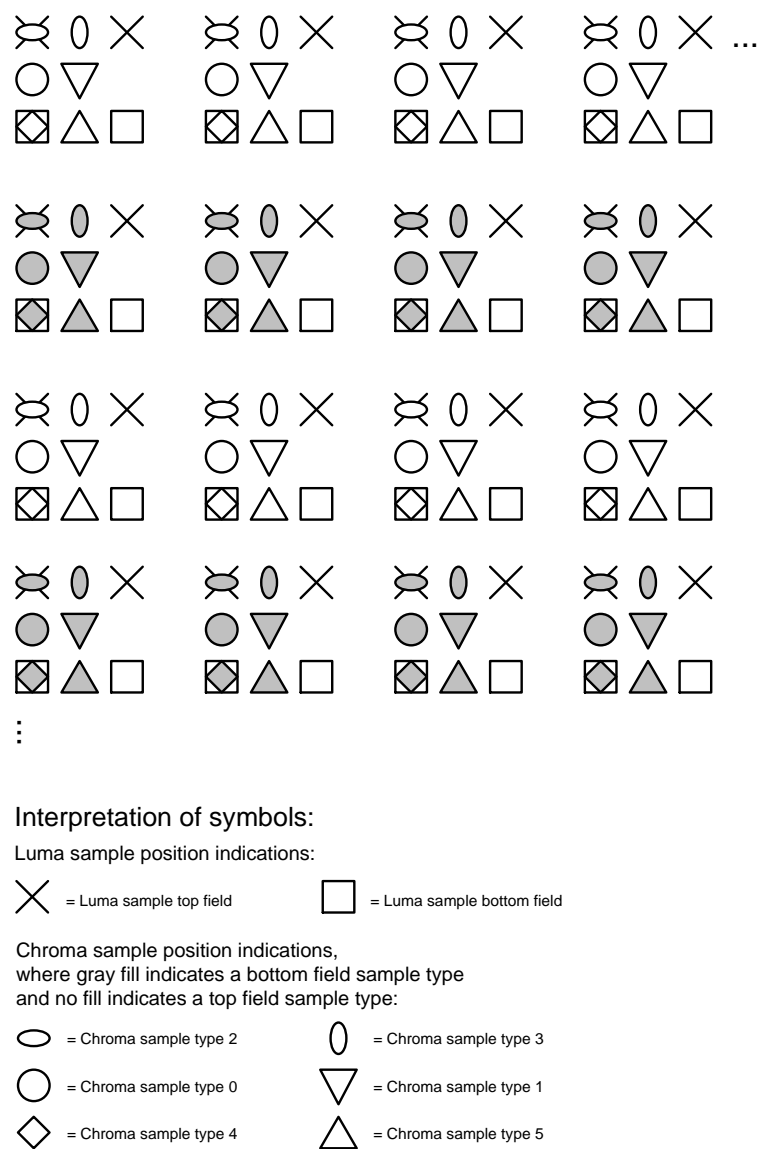 ...
⋮
Interpretation of symbols:
Luma sample position indications:
= Luma sample top field
= Luma sample bottom field
Chroma sample position indications,
where gray fill indicates a bottom field sample type
and no fill indicates a top field sample type:
= Chroma sample type 2
= Chroma sample type 3
= Chroma sample type 0
= Chroma sample type 1
= Chroma sample type 4
= Chroma sample type 5